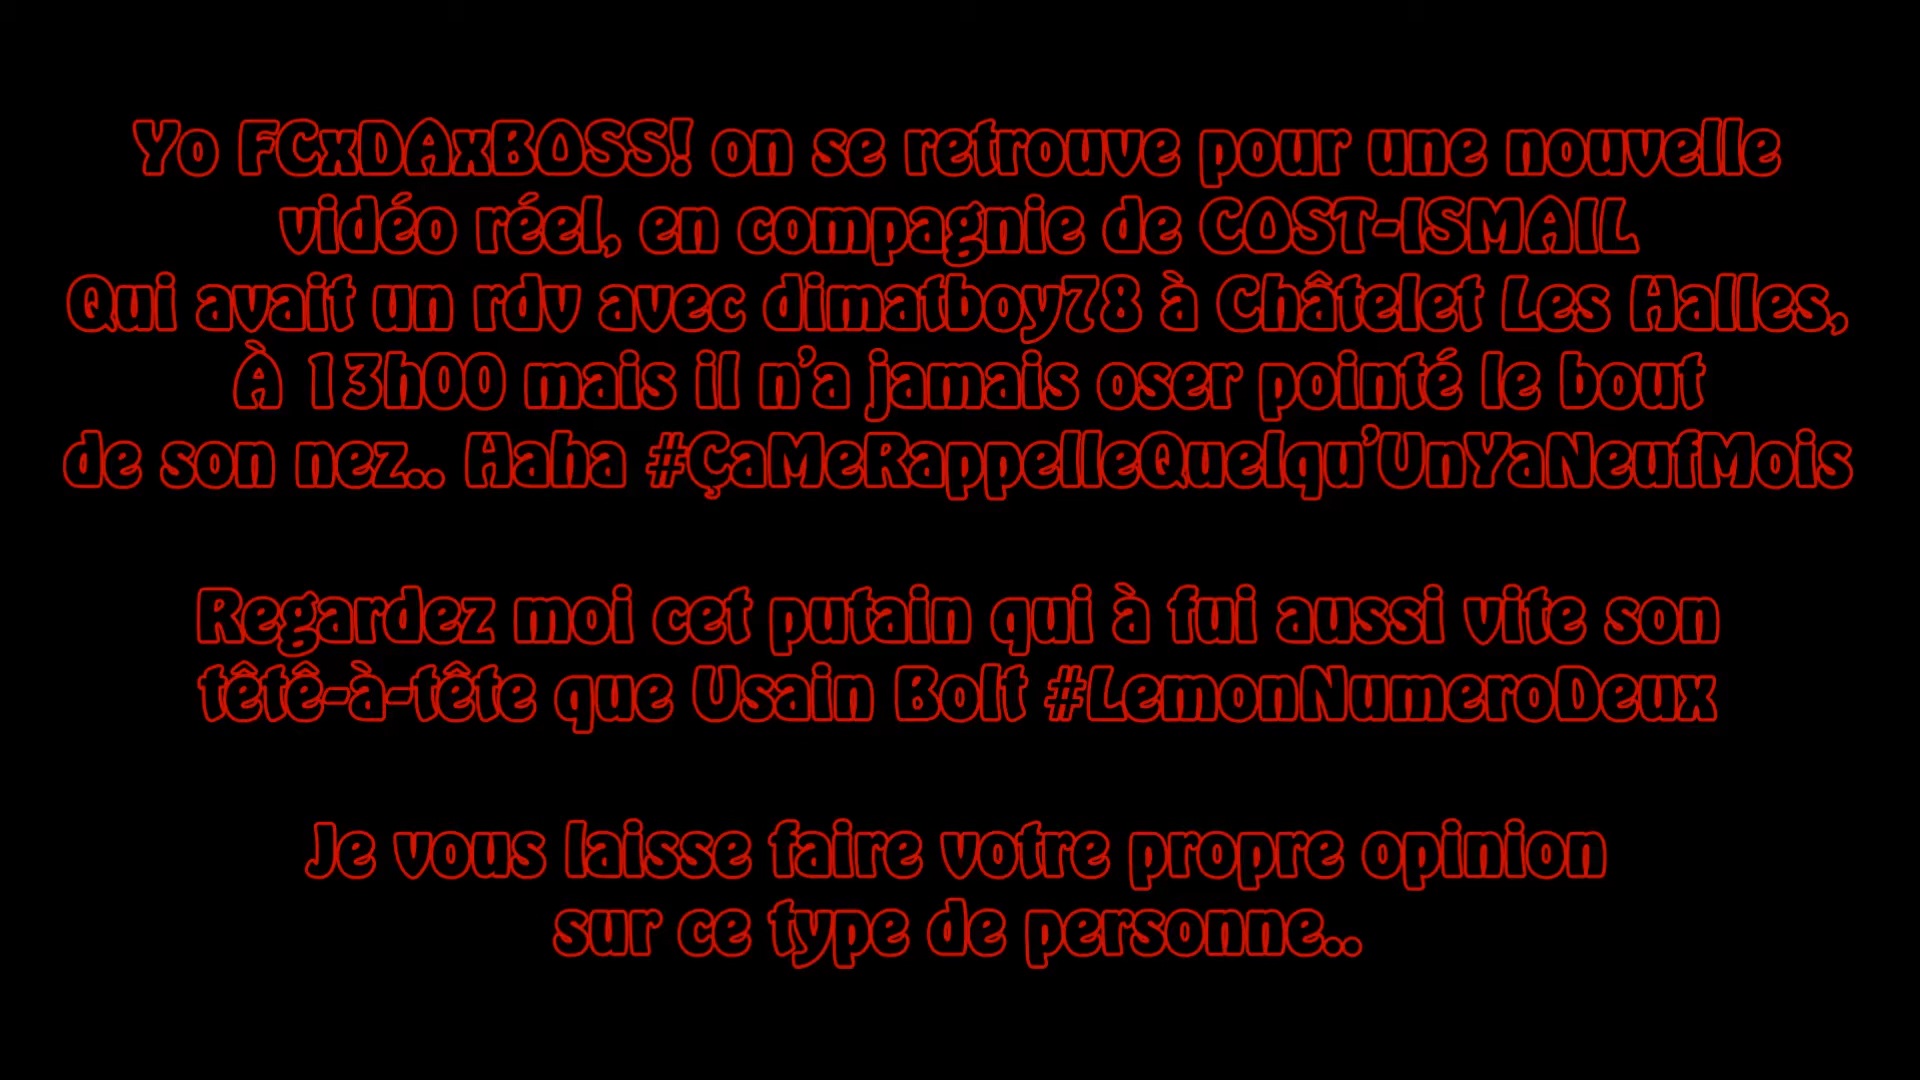 Yo FCxDAxBOSS! on se retrouve pour une nouvelle
vidéo réel, en compagnie de COST-ISMAIL
Qui avait un rdv avec dimatboy78 à Châtelet Les Halles,
À 13h00 mais il n'a jamais oser pointé le bout
de son nez.. Haha #ÇaMeRappelleQuelqu'UnYaNeufMois
Regardez moi cet putain qui à fui aussi vite son
têtê-à-tête que Usain Bolt #LemonNumeroDeux
Je vous laisse faire votre propre opinion
sur ce type de personne..